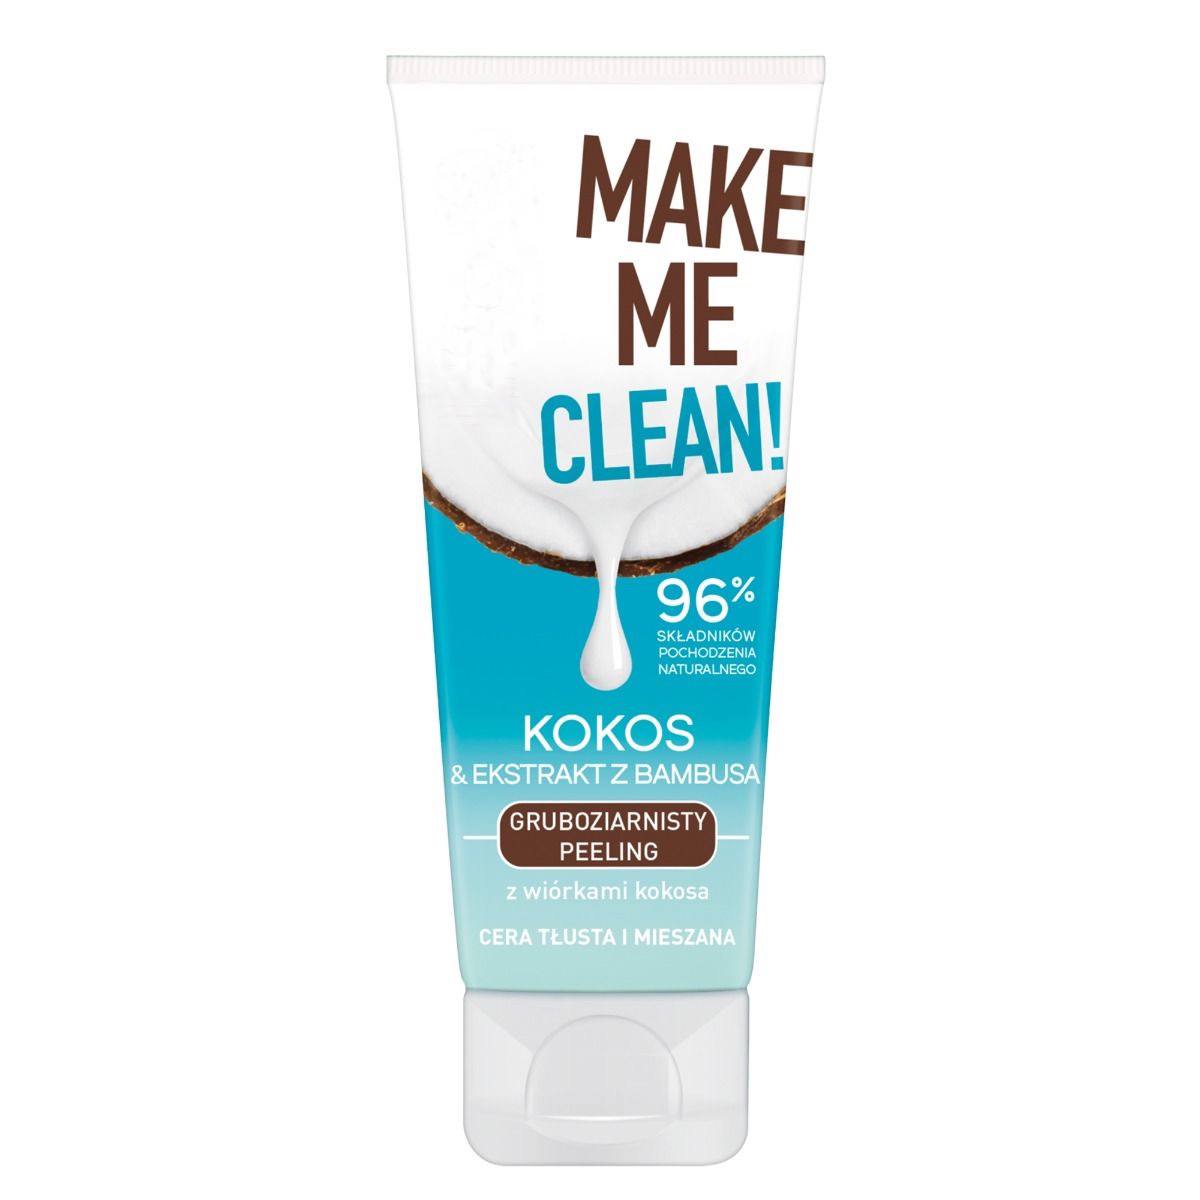 MAKE
ME
CLEAN!
96%
SKŁADNIKÓW
POCHODZENIA
NATURALNEGO
KOKOS
& EKSTRAKT Z BAMBUSA
GRUBOZIARNISTY
PEELING
z wiórkami kokosa
CERA TŁUSTA I MIESZANA